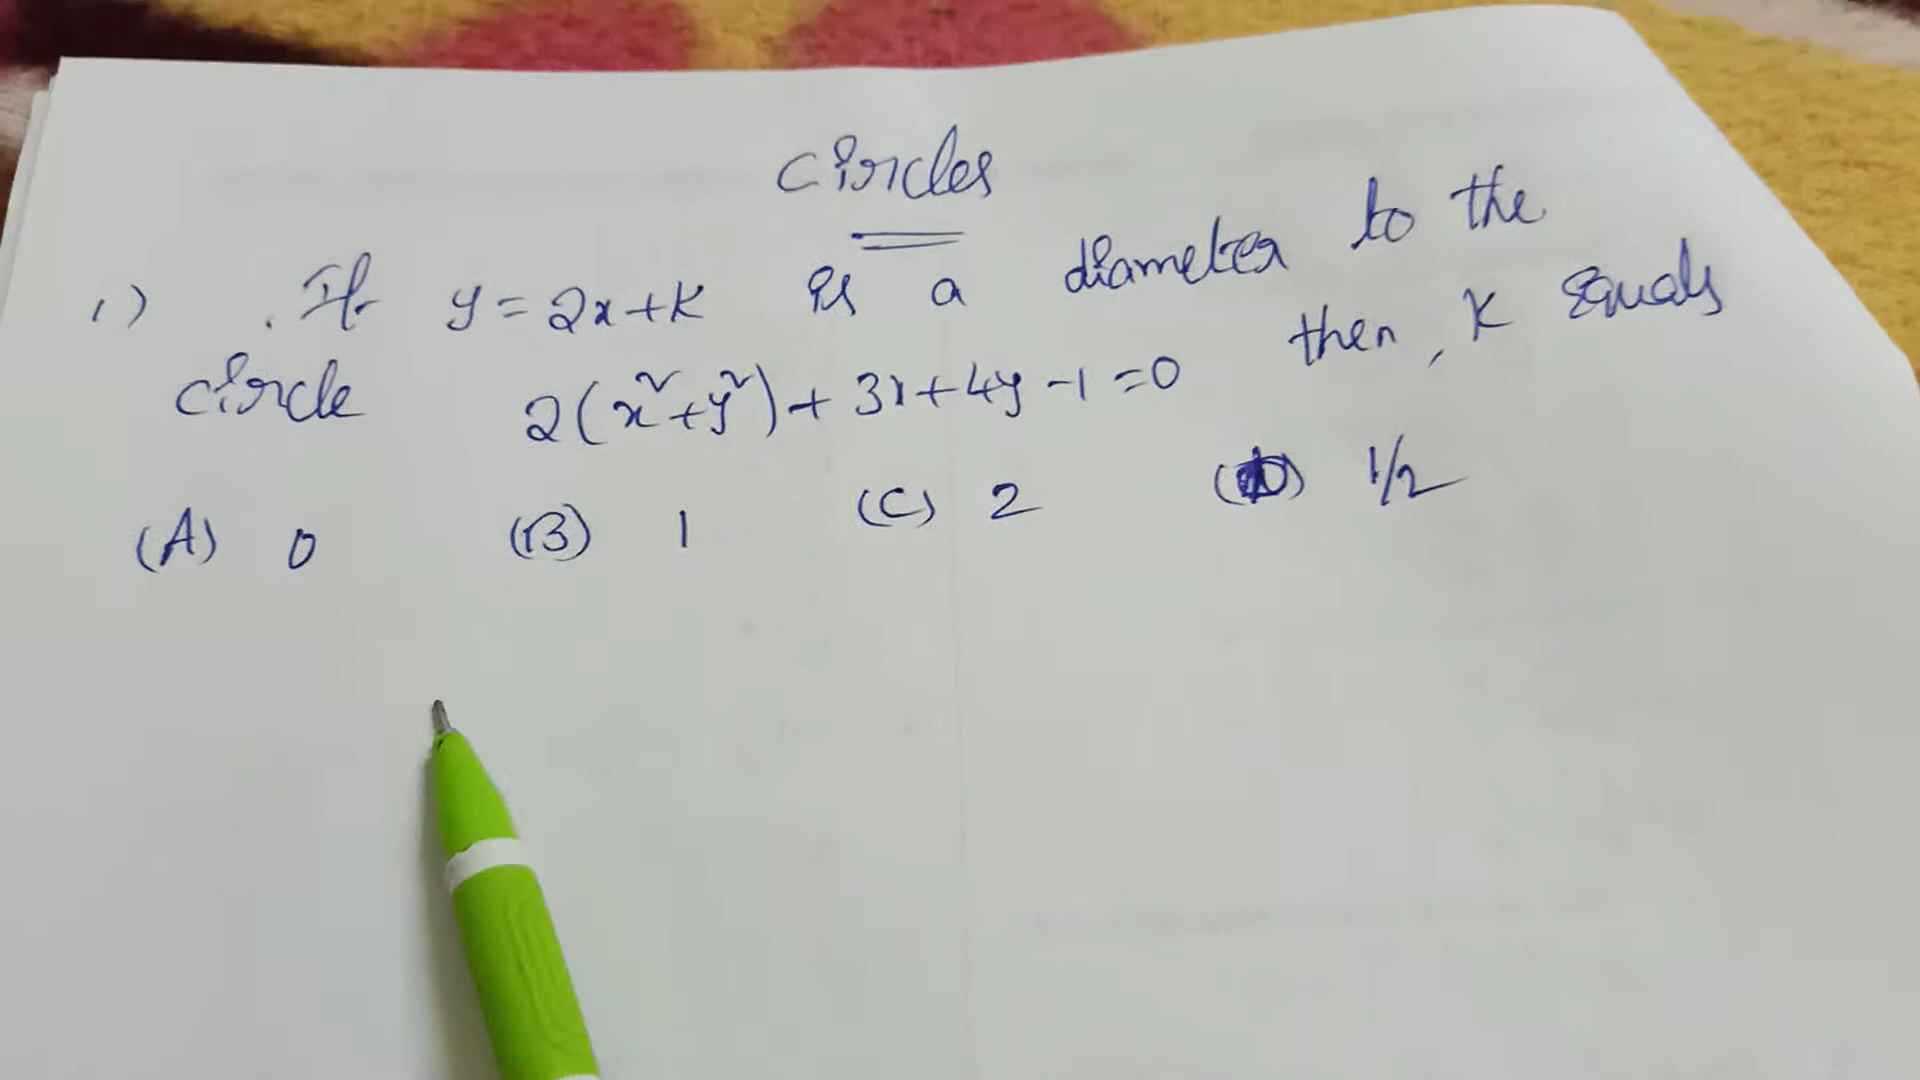 Circles
1) . If y = 2x+k is a diameter to the
circle 2(x²+y²)+3x+4y-1=0 then, k equals
(A) 0 (B) 1 (C) 2 (D) 1/2